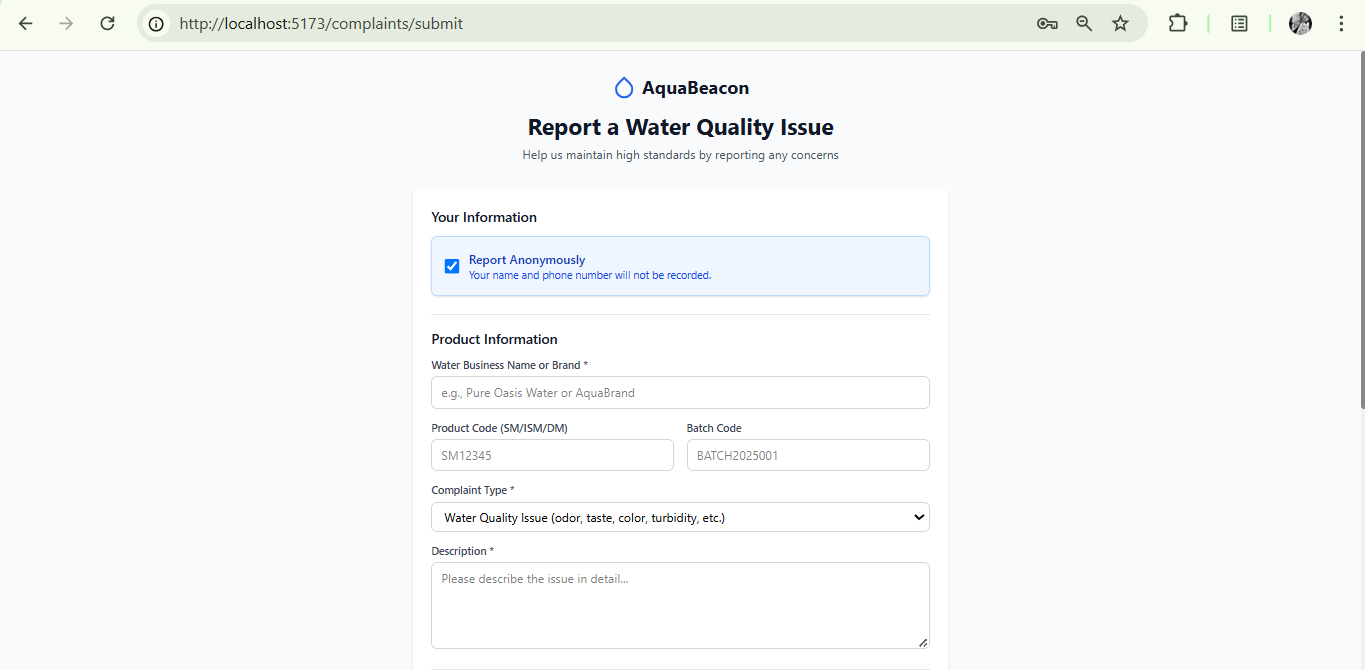 http://localhost:5173/complaints/submit
AquaBeacon
Report a Water Quality Issue
Help us maintain high standards by reporting any concerns
Your Information
Report Anonymously
Your name and phone number will not be recorded.
Product Information
Water Business Name or Brand *
e.g., Pure Oasis Water or AquaBrand
Product Code (SM/ISM/DM) Batch Code
SM12345 BATCH2025001
Complaint Type *
Water Quality Issue (odor, taste, color, turbidity, etc.)
Description *
Please describe the issue in detail...